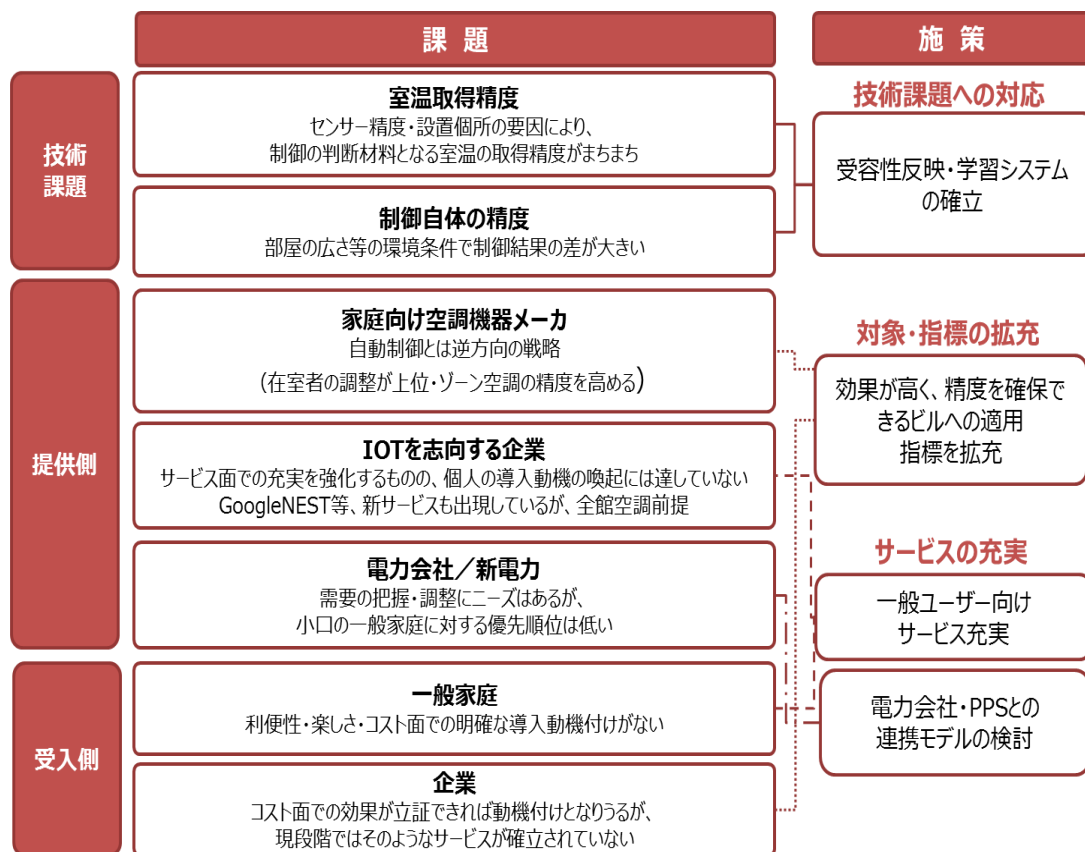 課 題
施 策
技術
課題
室温取得精度
センサー精度・設置個所の要因により、
制御の判断材料となる室温の取得精度がまちまち
制御自体の精度
部屋の広さ等の環境条件で制御結果の差が大きい
技術課題への対応
受容性反映・学習システム
の確立
提供側
家庭向け空調機器メーカ
自動制御とは逆方向の戦略
(在室者の調整が上位・ゾーン空調の精度を高める)
IOTを志向する企業
サービス面での充実を強化するものの、個人の導入動機の喚起には達していない
GoogleNEST等、新サービスも出現しているが、全館空調前提
電力会社／新電力
需要の把握・調整にニーズはあるが、
小口の一般家庭に対する優先順位は低い
対象・指標の拡充
効果が高く、精度を確保で
きるビルへの適用
指標を拡充
サービスの充実
一般ユーザー向け
サービス充実
電力会社・PPSとの
連携モデルの検討
受入側
一般家庭
利便性・楽しさ・コスト面での明確な導入動機付けがない
企業
コスト面での効果が立証できれば動機付けとなりうるが、
現段階ではそのようなサービスが確立されていない